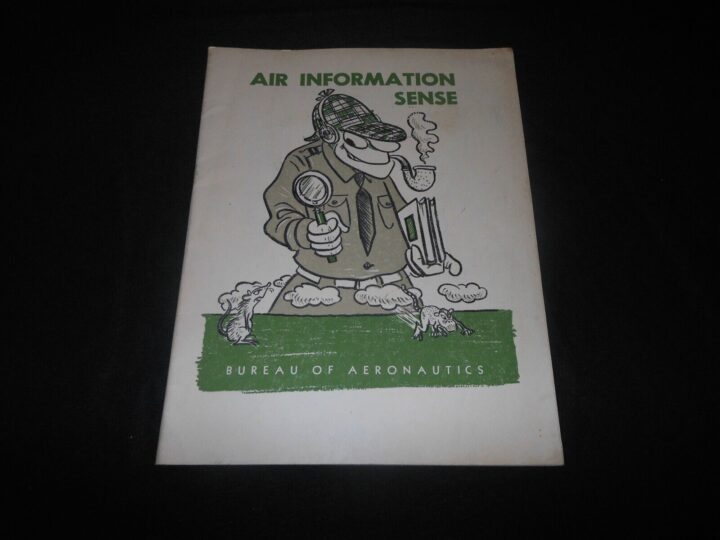 AIR INFORMATION
SENSE
BUREAU OF AERONAUTICS